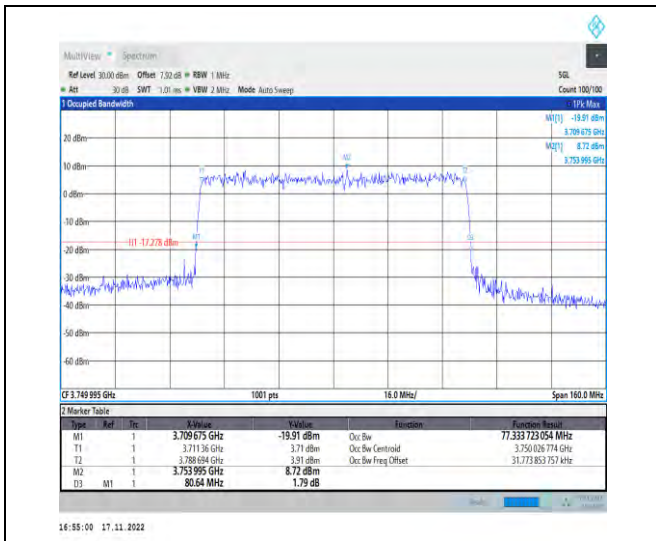 MultiView Spectrum
Ref Level 30.00 dBm Offset 7.92 dB RBW 1 MHz SGL
Att 30 dB SWT 1.01 ms VBW 2 MHz Mode Auto Sweep Count 100/100
1 Occupied Bandwidth 1Pk Max
M1[1] -19.91 dBm
3.709 675 GHz
M2[1] 8.72 dBm
3.753 995 GHz
20 dBm
M2
10 dBm
T1 T2
0 dBm
-10 dBm
M1 D3
H1 -17.278 dBm
-20 dBm
-30 dBm
-40 dBm
-50 dBm
-60 dBm
CF 3.749 995 GHz 1001 pts 16.0 MHz/ Span 160.0 MHz
2 Marker Table
Type Ref Trc X-Value Y-Value Function Function Result
M1 1 3.709 675 GHz -19.91 dBm Occ Bw 77.333 723 054 MHz
T1 1 3.711 36 GHz 3.71 dBm Occ Bw Centroid 3.750 026 774 GHz
T2 1 3.788 694 GHz 3.91 dBm Occ Bw Freq Offset 31.773 853 757 kHz
M2 1 3.753 995 GHz 8.72 dBm
D3 M1 1 80.64 MHz 1.79 dB
16:55:00 17.11.2022